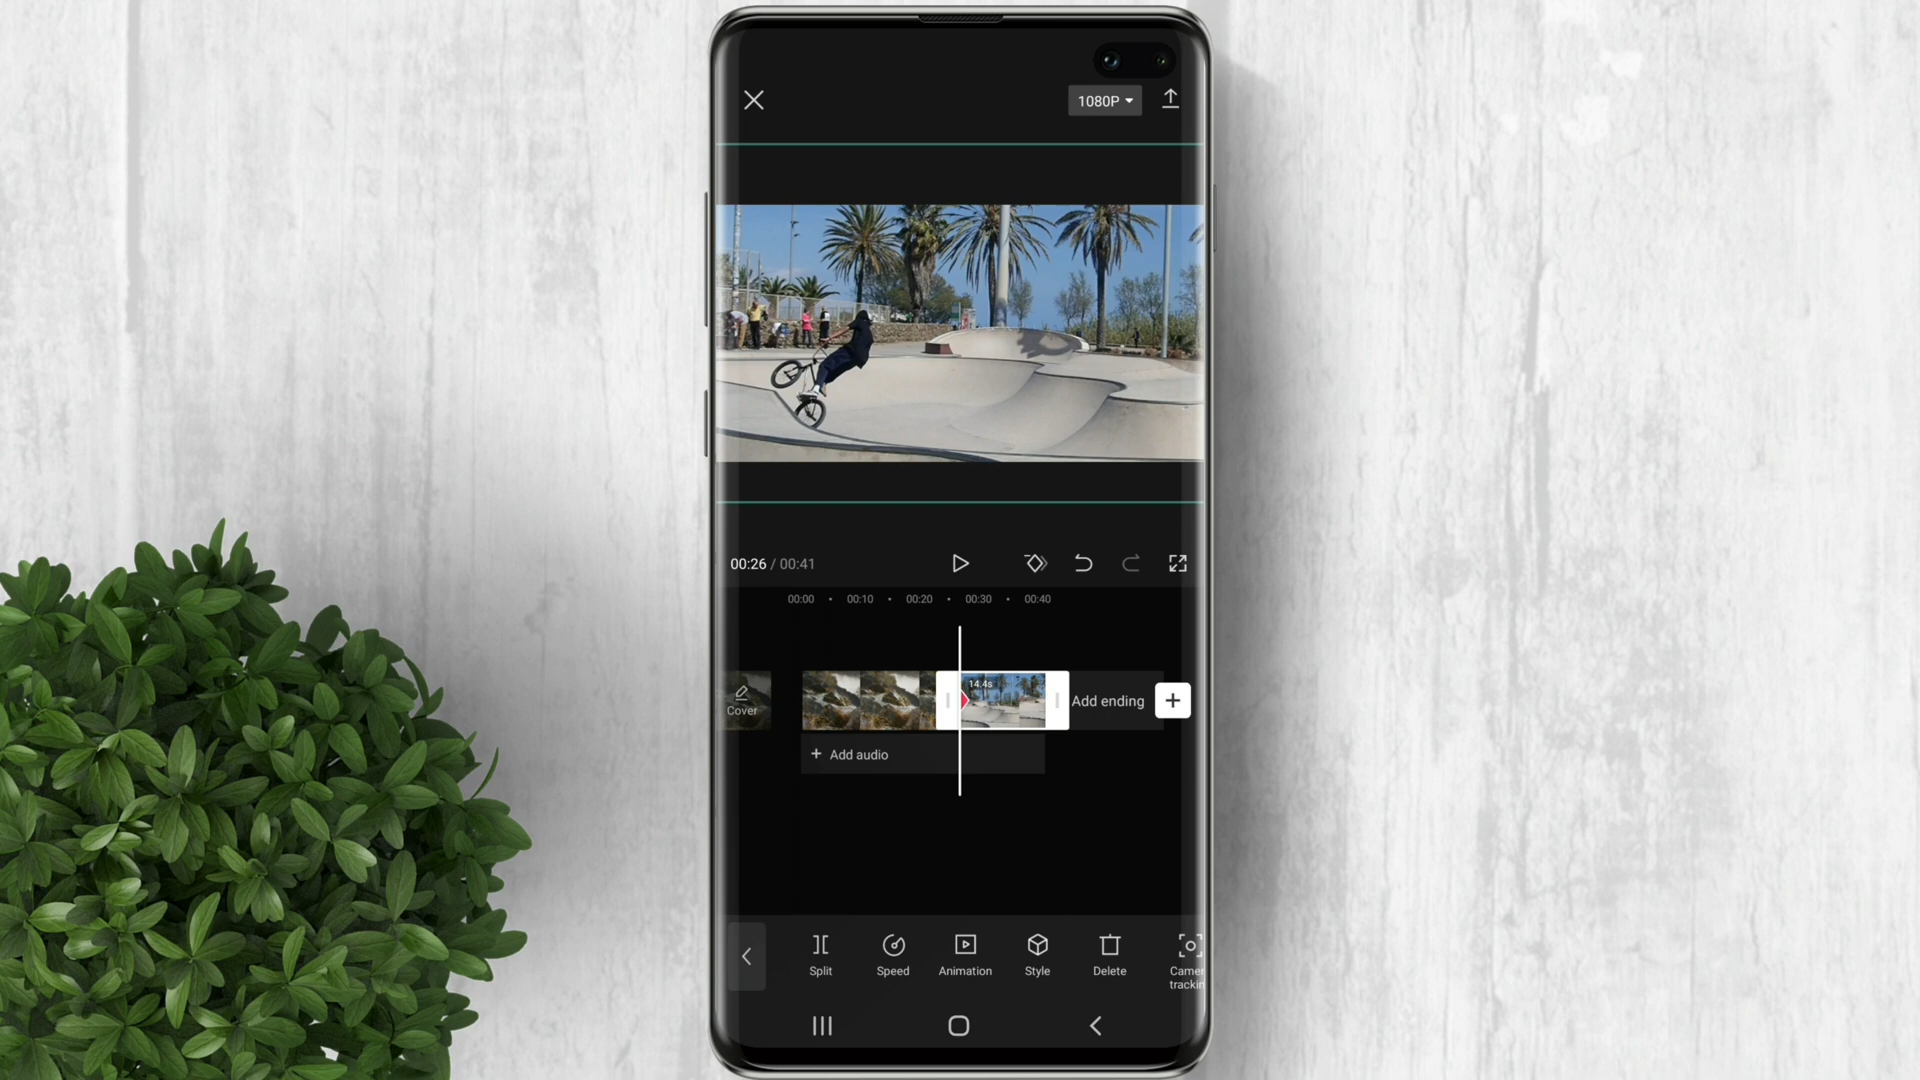 1080P
00:26 / 00:41
00:00 • 00:10 • 00:20 • 00:30 • 00:40
14.4s
Cover
Add ending
+ Add audio
Split
Speed
Animation
Style
Delete
Camer
trackin